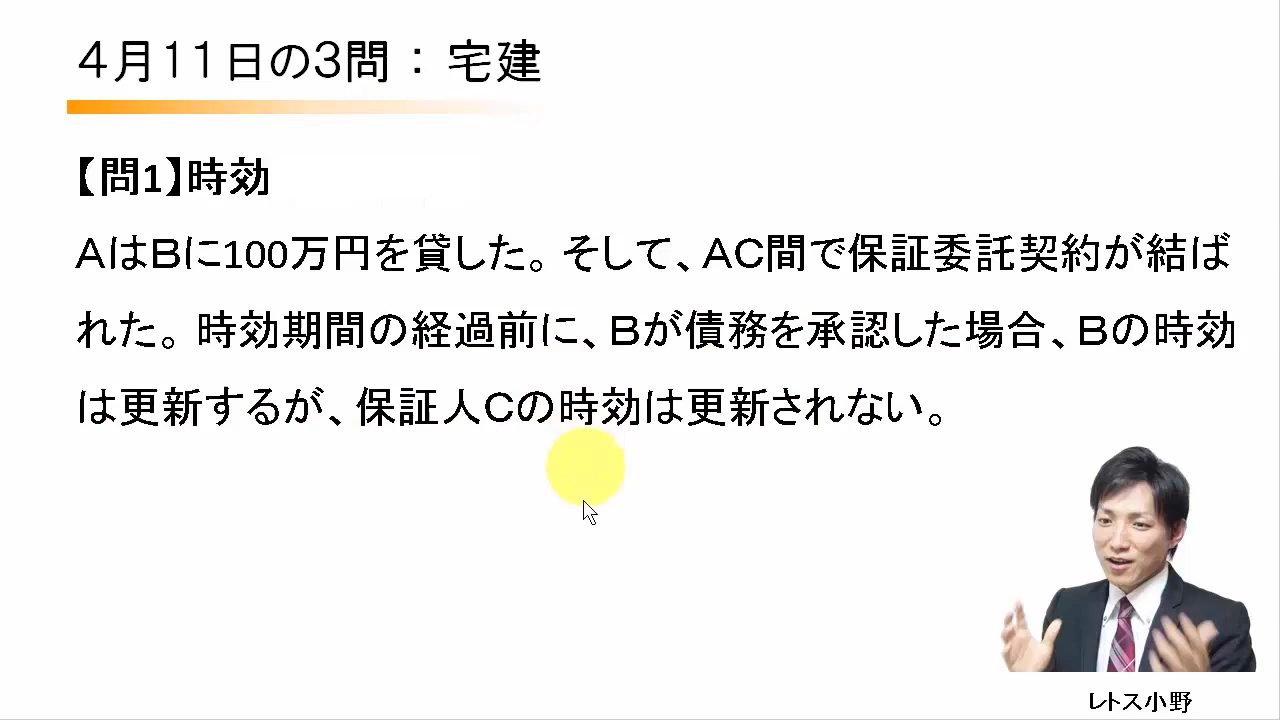 4月11日の3問：宅建
【問1】時効
AはBに100万円を貸した。そして、AC間で保証委託契約が結ば
れた。時効期間の経過前に、Bが債務を承認した場合、Bの時効
は更新するが、保証人Cの時効は更新されない。
レトス小野